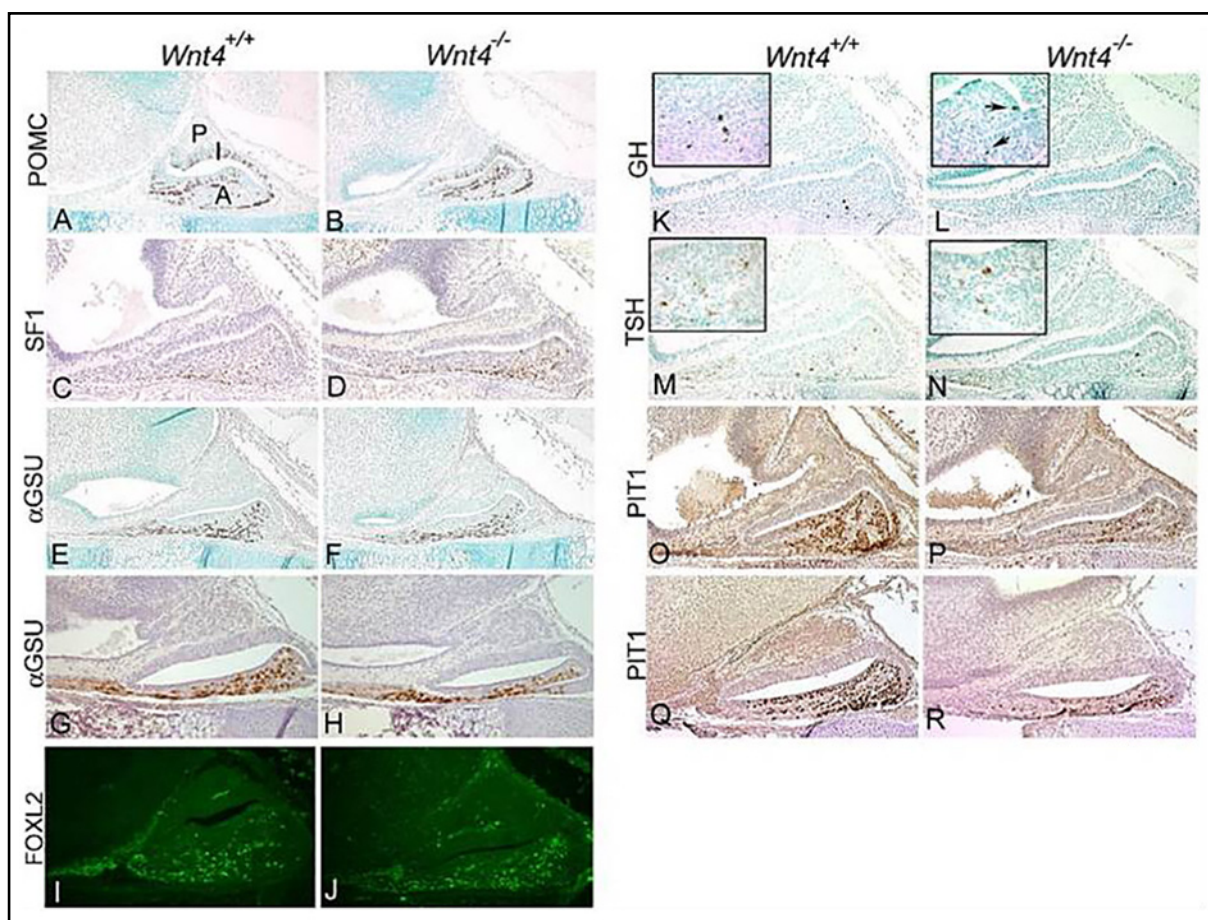 Wnt4+/+ Wnt4-/- Wnt4+/+ Wnt4-/-
POMC
P
I
A
A B
GH
K L
SF1
C D
TSH
M N
αGSU
E F
PIT1
O P
αGSU
G H
PIT1
Q R
FOXL2
I J